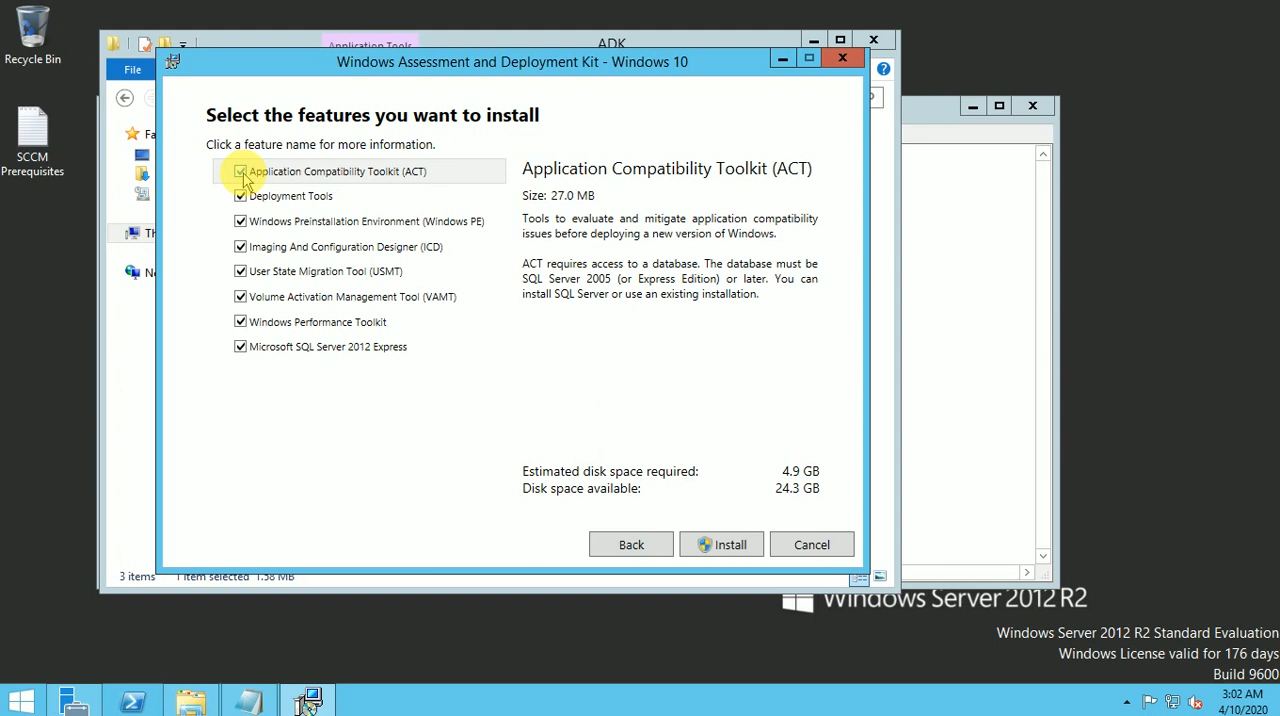 Recycle Bin
SCCM
Prerequisites
Application Tools
ADK
File
Fa
Th
Ne
3 items
1 item selected 1.58 MB
Windows Assessment and Deployment Kit - Windows 10
Select the features you want to install
Click a feature name for more information.
Application Compatibility Toolkit (ACT)
Deployment Tools
Windows Preinstallation Environment (Windows PE)
Imaging And Configuration Designer (ICD)
User State Migration Tool (USMT)
Volume Activation Management Tool (VAMT)
Windows Performance Toolkit
Microsoft SQL Server 2012 Express
Application Compatibility Toolkit (ACT)
Size: 27.0 MB
Tools to evaluate and mitigate application compatibility
issues before deploying a new version of Windows.
ACT requires access to a database. The database must be
SQL Server 2005 (or Express Edition) or later. You can
install SQL Server or use an existing installation.
Estimated disk space required: 4.9 GB
Disk space available: 24.3 GB
Back
Install
Cancel
Windows Server 2012 R2
Windows Server 2012 R2 Standard Evaluation
Windows License valid for 176 days
Build 9600
3:02 AM
4/10/2020